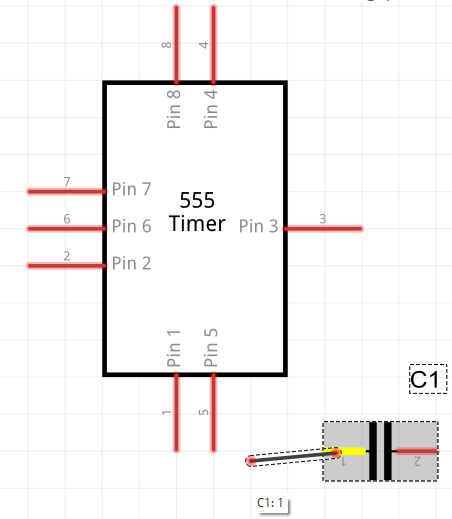 8
4
Pin 8
Pin 4
7
Pin 7
555
Timer
6
Pin 6
Pin 3
3
2
Pin 2
Pin 1
Pin 5
1
5
C1
1
2
C1: 1